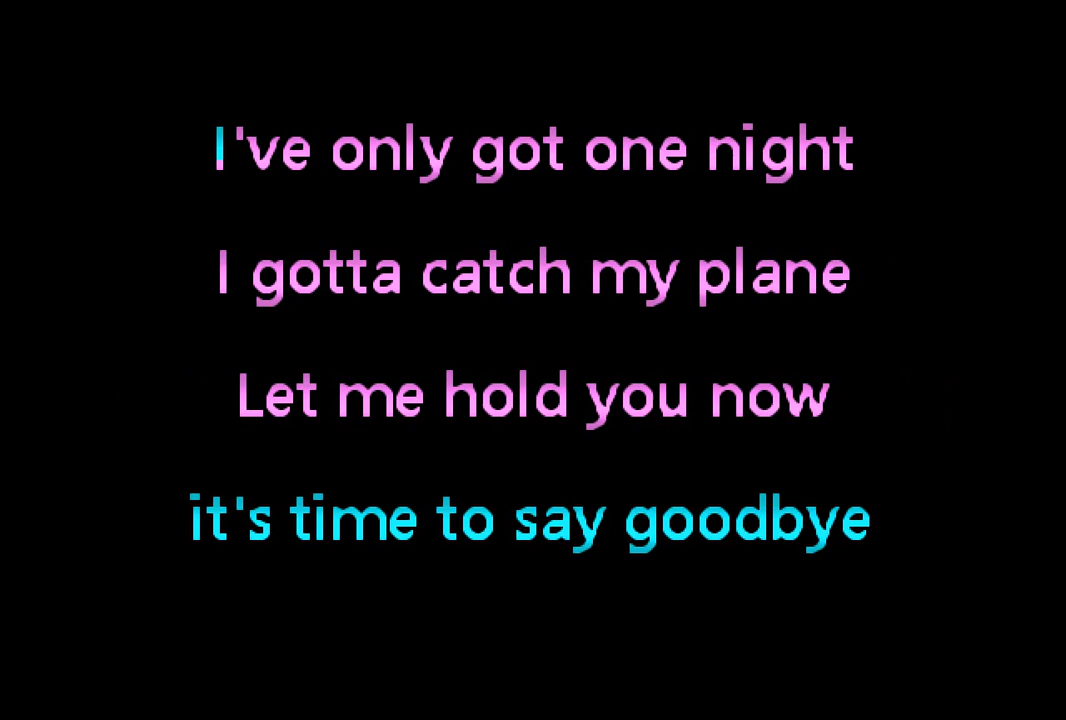 I've only got one night
I gotta catch my plane
Let me hold you now
it's time to say goodbye